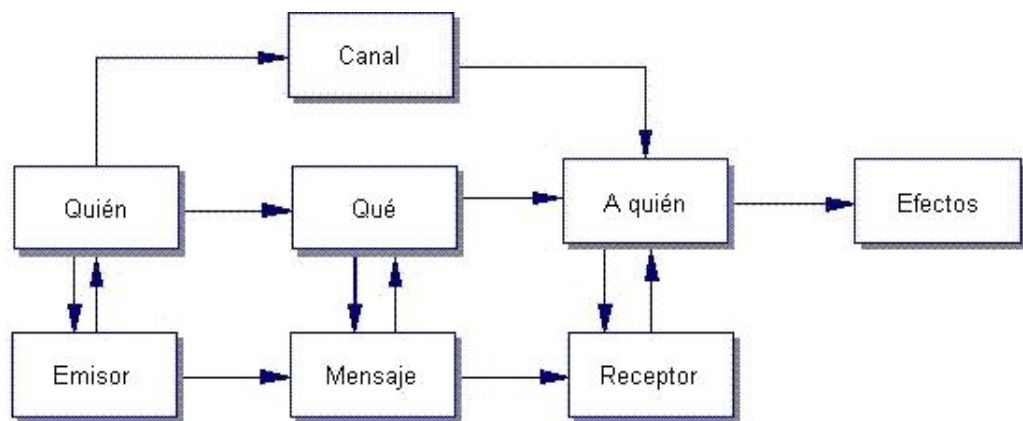 Canal
Quién
Qué
A quién
Efectos
Emisor
Mensaje
Receptor